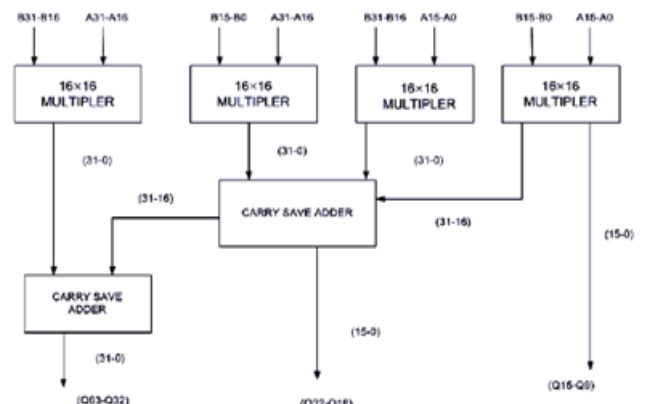 B31-B16 A31-A16 B15-B0 A31-A16 B31-B16 A15-A0 B15-B0 A15-A0
16×16 16×16 16×16 16×16
MULTIPLER MULTIPLER MULTIPLER MULTIPLER
(31-0) (31-0) (31-0)
(31-16) CARRY SAVE ADDER (31-16)
(15-0)
CARRY SAVE
ADDER
(15-0)
(31-0)
(Q63-Q32) (Q32-Q16) (Q15-Q0)